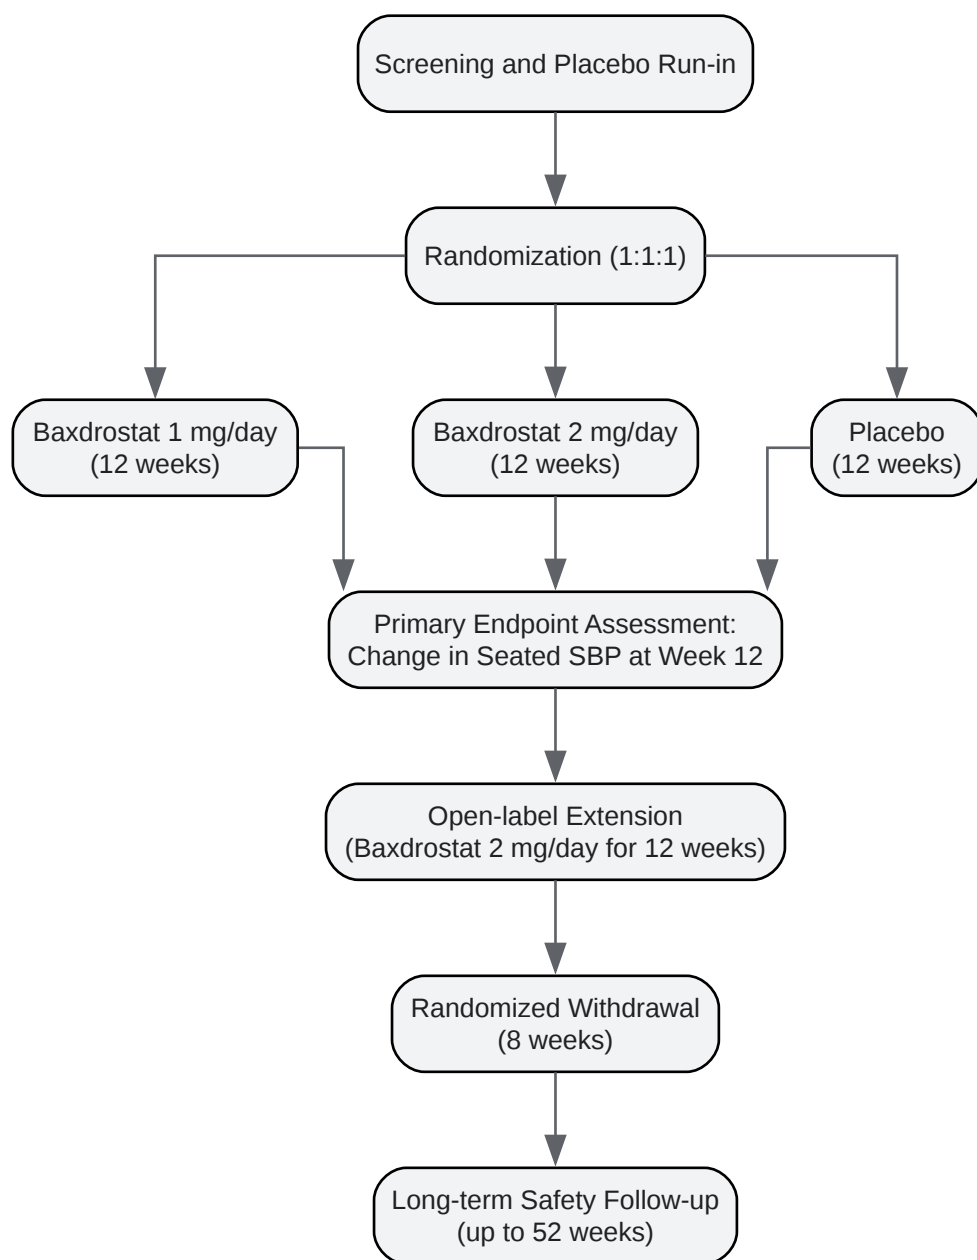 Screening and Placebo Run-in
Randomization (1:1:1)
Baxdrostat 1 mg/day
(12 weeks)
Baxdrostat 2 mg/day
(12 weeks)
Placebo
(12 weeks)
Primary Endpoint Assessment:
Change in Seated SBP at Week 12
Open-label Extension
(Baxdrostat 2 mg/day for 12 weeks)
Randomized Withdrawal
(8 weeks)
Long-term Safety Follow-up
(up to 52 weeks)